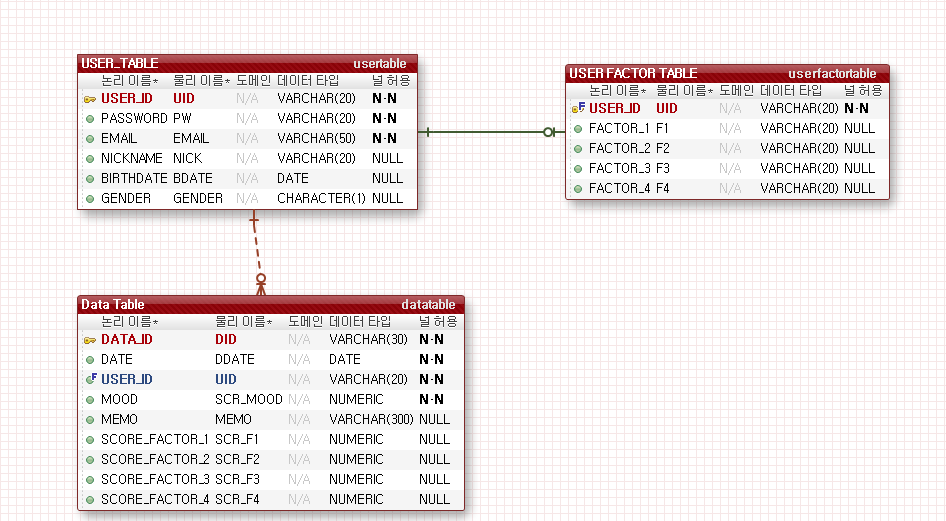 USER_TABLE usertable
논리 이름* 물리 이름* 도메인 데이터 타입 널 허용
USER_ID UID N/A VARCHAR(20) N-N
PASSWORD PW N/A VARCHAR(20) N-N
EMAIL EMAIL N/A VARCHAR(50) N-N
NICKNAME NICK N/A VARCHAR(20) NULL
BIRTHDATE BDATE N/A DATE NULL
GENDER GENDER N/A CHARACTER(1) NULL
USER FACTOR TABLE userfactortable
논리 이름* 물리 이름* 도메인 데이터 타입 널 허용
F USER_ID UID N/A VARCHAR(20) N-N
FACTOR_1 F1 N/A VARCHAR(20) NULL
FACTOR_2 F2 N/A VARCHAR(20) NULL
FACTOR_3 F3 N/A VARCHAR(20) NULL
FACTOR_4 F4 N/A VARCHAR(20) NULL
Data Table datatable
논리 이름* 물리 이름* 도메인 데이터 타입 널 허용
DATA_ID DID N/A VARCHAR(30) N-N
DATE DDATE N/A DATE N-N
F USER_ID UID N/A VARCHAR(20) N-N
MOOD SCR_MOOD N/A NUMERIC N-N
MEMO MEMO N/A VARCHAR(300) NULL
SCORE_FACTOR_1 SCR_F1 N/A NUMERIC NULL
SCORE_FACTOR_2 SCR_F2 N/A NUMERIC NULL
SCORE_FACTOR_3 SCR_F3 N/A NUMERIC NULL
SCORE_FACTOR_4 SCR_F4 N/A NUMERIC NULL